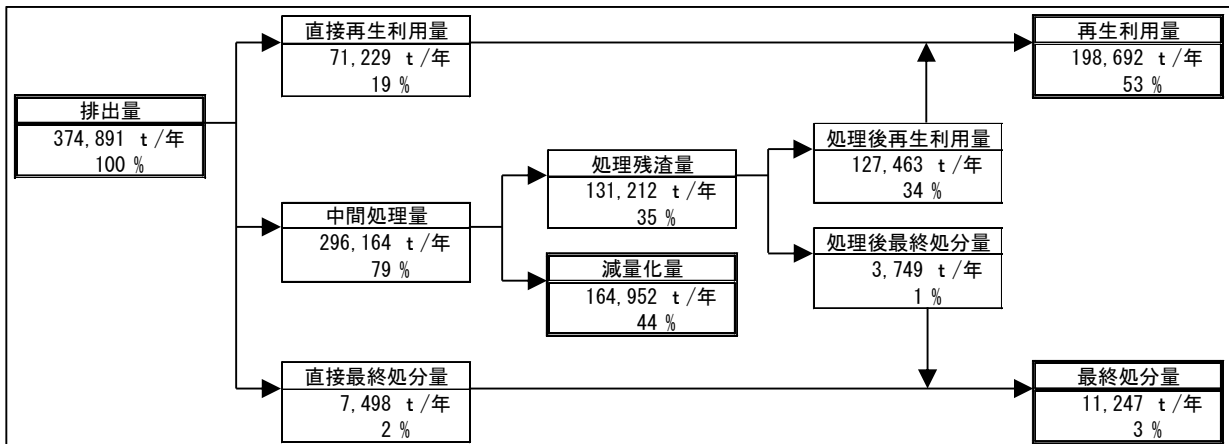 直接再生利用量
71,229 t/年
19 %
再生利用量
198,692 t/年
53 %
排出量
374,891 t/年
100 %
処理残渣量
131,212 t/年
35 %
処理後再生利用量
127,463 t/年
34 %
中間処理量
296,164 t/年
79 %
減量化量
164,952 t/年
44 %
処理後最終処分量
3,749 t/年
1 %
直接最終処分量
7,498 t/年
2 %
最終処分量
11,247 t/年
3 %